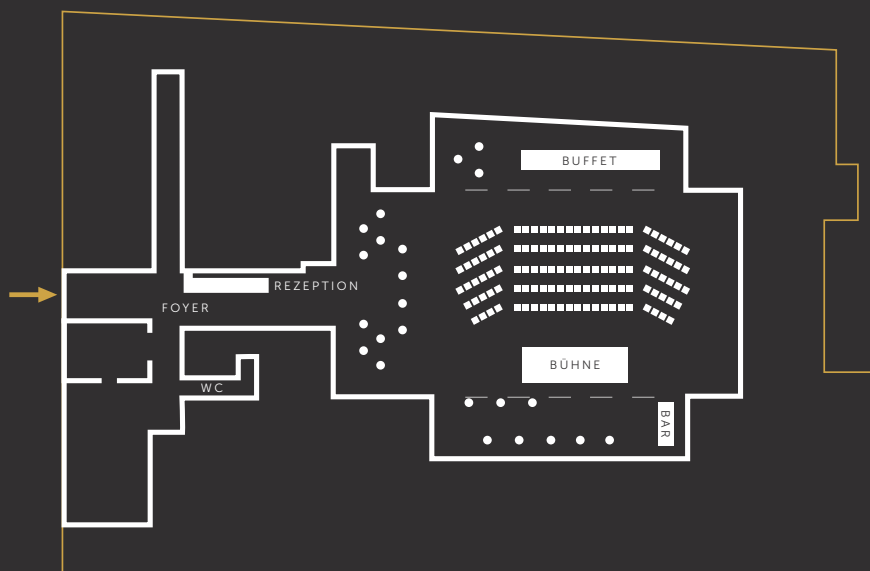 BUFFET
REZEPTION
FOYER
BÜHNE
WC
BAR